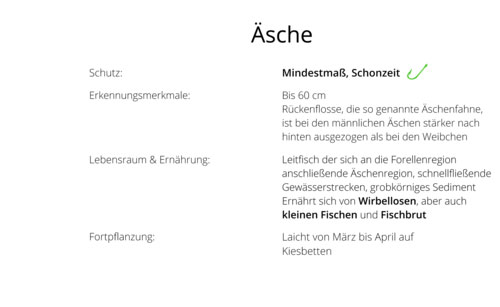 Äsche
Schutz:
Mindestmaß, Schonzeit
Erkennungsmerkmale:
Bis 60 cm
Rückenflosse, die so genannte Äschenfahne,
ist bei den männlichen Äschen stärker nach
hinten ausgezogen als bei den Weibchen
Lebensraum & Ernährung:
Leitfisch der sich an die Forellenregion
anschließende Äschenregion, schnellfließende
Gewässerstrecken, grobkörniges Sediment
Ernährt sich von Wirbellosen, aber auch
kleinen Fischen und Fischbrut
Fortpflanzung:
Laicht von März bis April auf
Kiesbetten